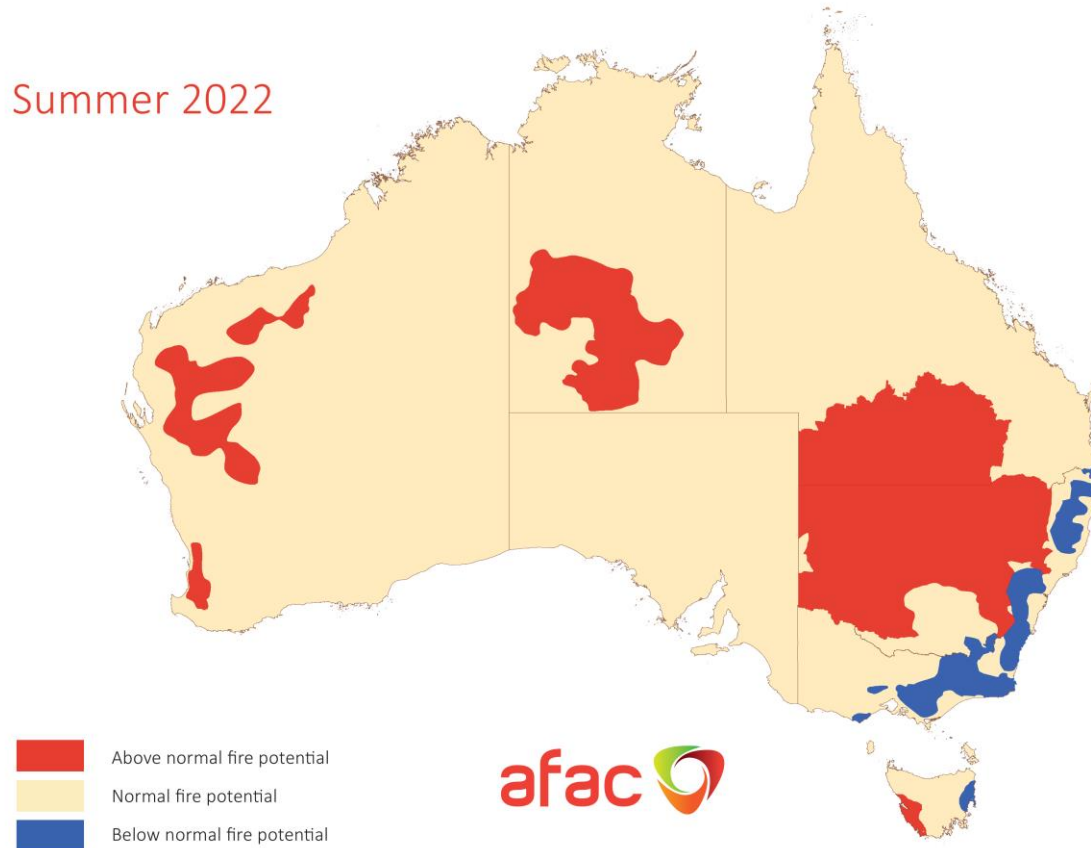 Summer 2022
Above normal fire potential
Normal fire potential
Below normal fire potential
afac